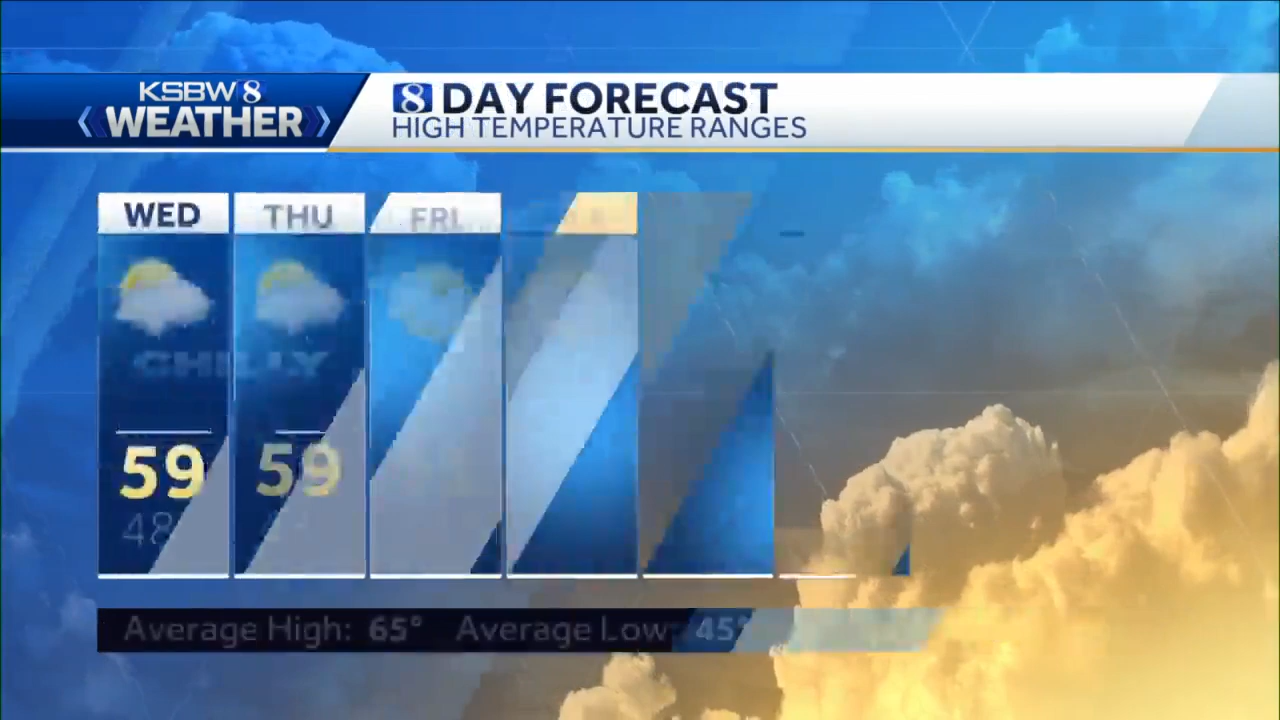 KSBW 8
WEATHER
8 DAY FORECAST
HIGH TEMPERATURE RANGES
WED THU FRI
CHILLY
59 59
48
Average High: 65° Average Low: 45°